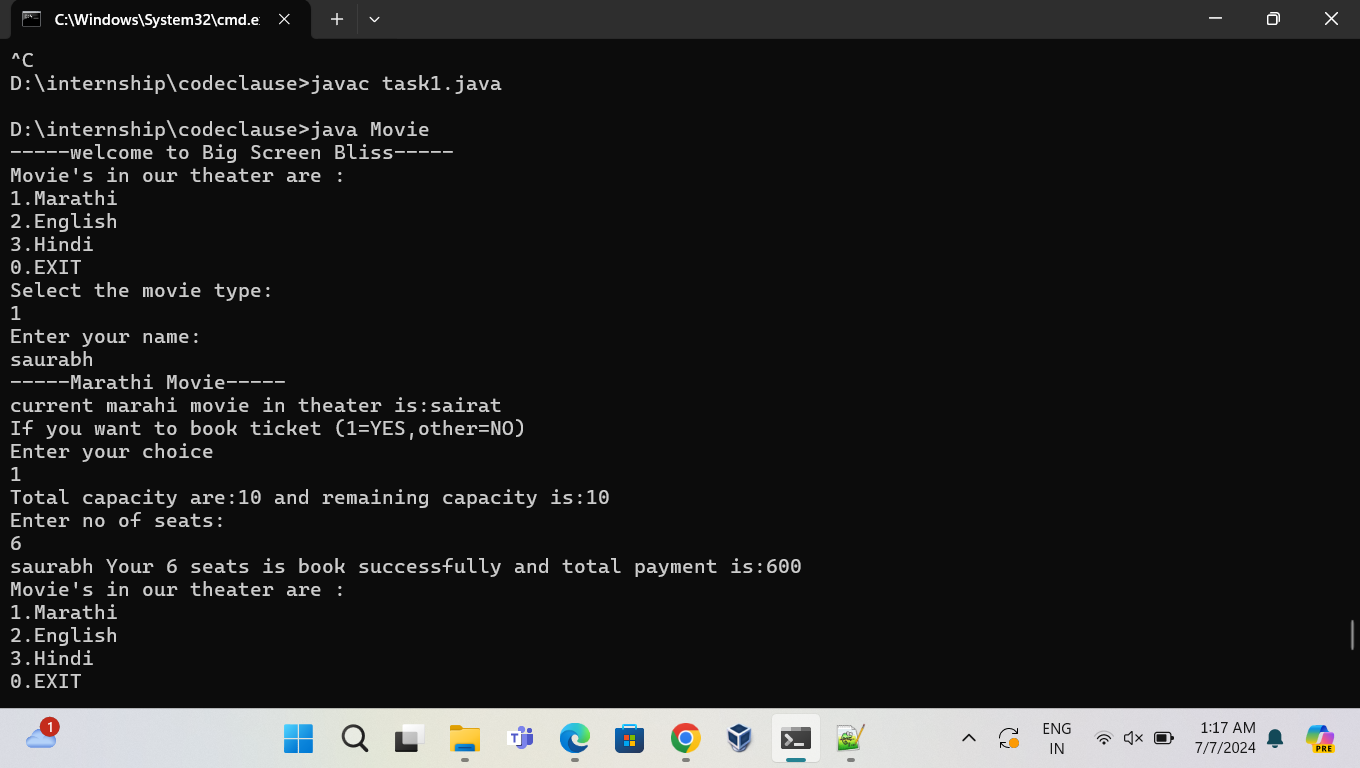 C:\Windows\System32\cmd.e
^C
D:\internship\codeclause>javac task1.java
D:\internship\codeclause>java Movie
-----welcome to Big Screen Bliss-----
Movie's in our theater are :
1.Marathi
2.English
3.Hindi
0.EXIT
Select the movie type:
1
Enter your name:
saurabh
-----Marathi Movie-----
current marahi movie in theater is:sairat
If you want to book ticket (1=YES,other=NO)
Enter your choice
1
Total capacity are:10 and remaining capacity is:10
Enter no of seats:
6
saurabh Your 6 seats is book successfully and total payment is:600
Movie's in our theater are :
1.Marathi
2.English
3.Hindi
0.EXIT
1
ENG
IN
1:17 AM
7/7/2024
PRE